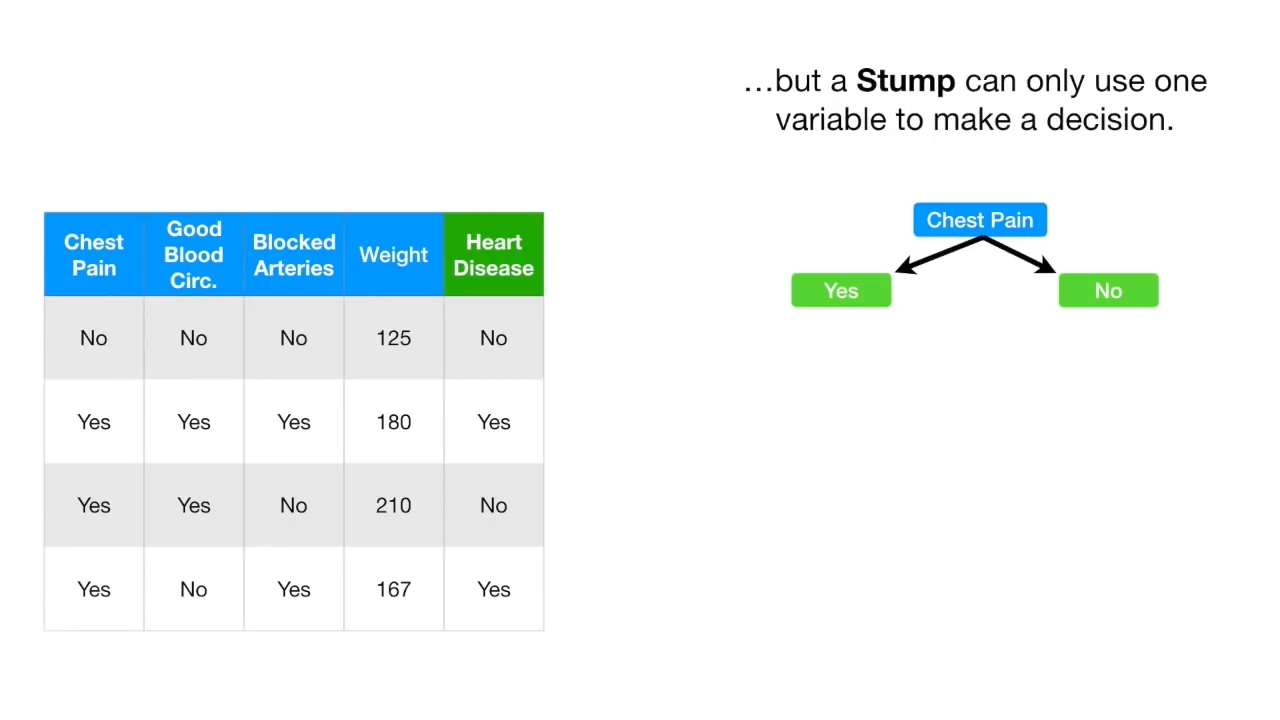 …but a Stump can only use one
variable to make a decision.
Chest Pain
Yes No
Chest
Pain
Good
Blood
Circ.
Blocked
Arteries
Weight
Heart
Disease
No No No 125 No
Yes Yes Yes 180 Yes
Yes Yes No 210 No
Yes No Yes 167 Yes